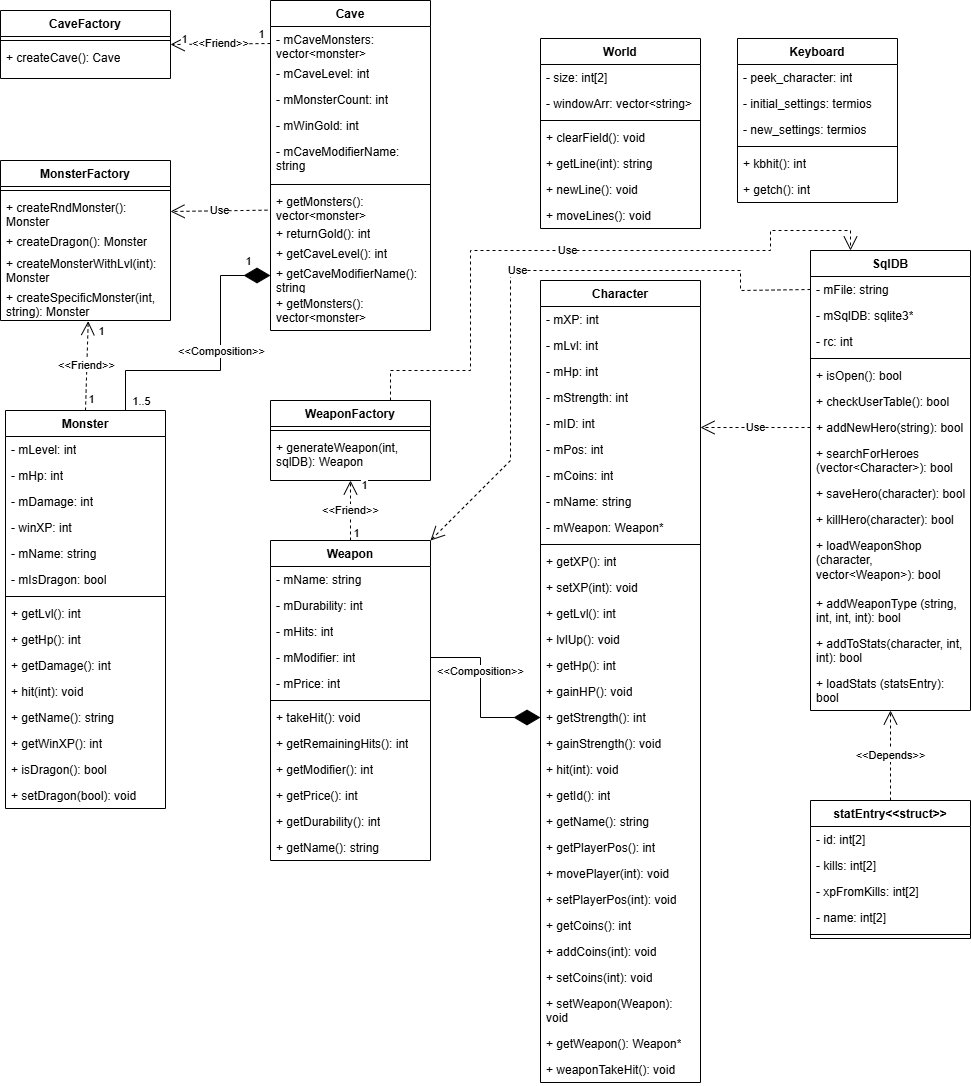 CaveFactory
+ createCave(): Cave
1
<<Friend>>
1
Cave
- mCaveMonsters:
vector<monster>
- mCaveLevel: int
- mMonsterCount: int
- mWinGold: int
- mCaveModifierName:
string
+ getMonsters():
vector<monster>
+ returnGold(): int
+ getCaveLevel(): int
+ getCaveModifierName():
string
+ getMonsters():
vector<monster>
World
- size: int[2]
- windowArr: vector<string>
+ clearField(): void
+ getLine(int): string
+ newLine(): void
+ moveLines(): void
Keyboard
- peek_character: int
- initial_settings: termios
- new_settings: termios
+ kbhit(): int
+ getch(): int
MonsterFactory
+ createRndMonster():
Monster
+ createDragon(): Monster
+ createMonsterWithLvl(int):
Monster
+ createSpecificMonster(int,
string): Monster
Use
1
<<Composition>>
1..5
1
<<Friend>>
1
Monster
- mLevel: int
- mHp: int
- mDamage: int
- winXP: int
- mName: string
- mIsDragon: bool
+ getLvl(): int
+ getHp(): int
+ getDamage(): int
+ hit(int): void
+ getName(): string
+ getWinXP(): int
+ isDragon(): bool
+ setDragon(bool): void
WeaponFactory
+ generateWeapon(int,
sqlDB): Weapon
1
<<Friend>>
1
Weapon
- mName: string
- mDurability: int
- mHits: int
- mModifier: int
- mPrice: int
+ takeHit(): void
+ getRemainingHits(): int
+ getModifier(): int
+ getPrice(): int
+ getDurability(): int
+ getName(): string
<<Composition>>
Use
Use
Character
- mXP: int
- mLvl: int
- mHp: int
- mStrength: int
- mID: int
- mPos: int
- mCoins: int
- mName: string
- mWeapon: Weapon*
+ getXP(): int
+ setXP(int): void
+ getLvl(): int
+ lvlUp(): void
+ getHp(): int
+ gainHP(): void
+ getStrength(): int
+ gainStrength(): void
+ hit(int): void
+ getId(): int
+ getName(): string
+ getPlayerPos(): int
+ movePlayer(int): void
+ setPlayerPos(int): void
+ getCoins(): int
+ addCoins(int): void
+ setCoins(int): void
+ setWeapon(Weapon):
void
+ getWeapon(): Weapon*
+ weaponTakeHit(): void
Use
SqlDB
- mFile: string
- mSqlDB: sqlite3*
- rc: int
+ isOpen(): bool
+ checkUserTable(): bool
+ addNewHero(string): bool
+ searchForHeroes
(vector<Character>): bool
+ saveHero(character): bool
+ killHero(character): bool
+ loadWeaponShop
(character,
vector<Weapon>): bool
+ addWeaponType (string,
int, int, int): bool
+ addToStats(character, int,
int): bool
+ loadStats (statsEntry):
bool
<<Depends>>
statEntry<<struct>>
- id: int[2]
- kills: int[2]
- xpFromKills: int[2]
- name: int[2]